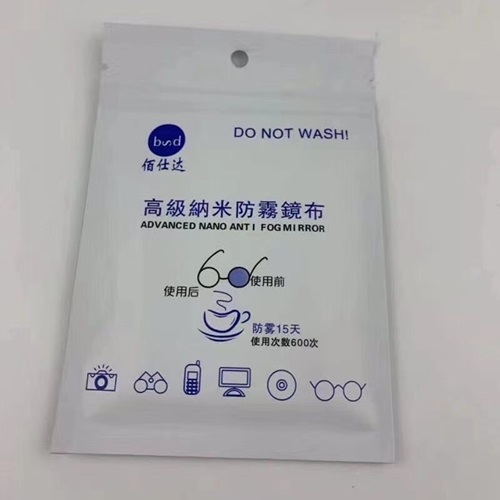 DO NOT WASH!
bsd
佰仕达
高級納米防霧鏡布
ADVANCED NANO ANTI FOGMIRROR
使用后
使用前
防雾15天
使用次数600次